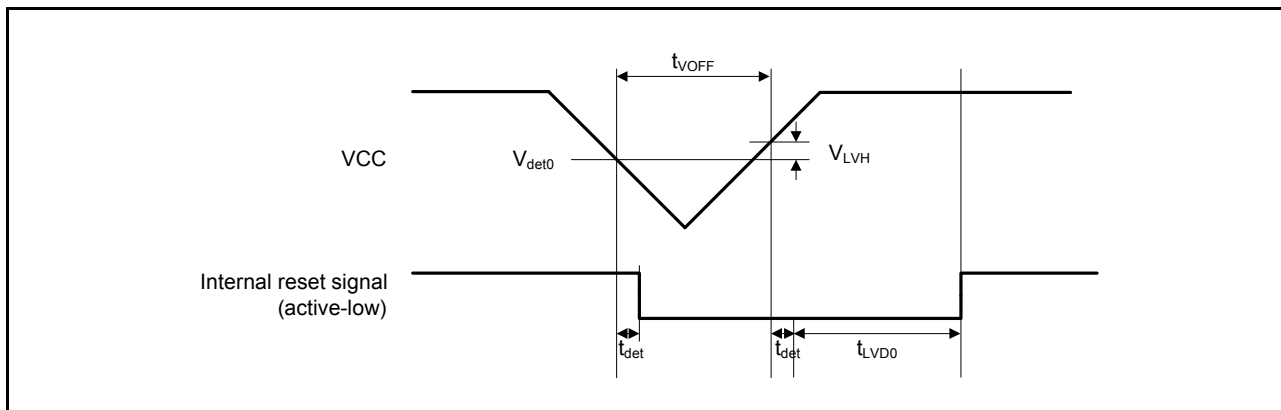 tVOFF
VCC
Vdet0
VLVH
Internal reset signal
(active-low)
tdet
tdet
tLVD0